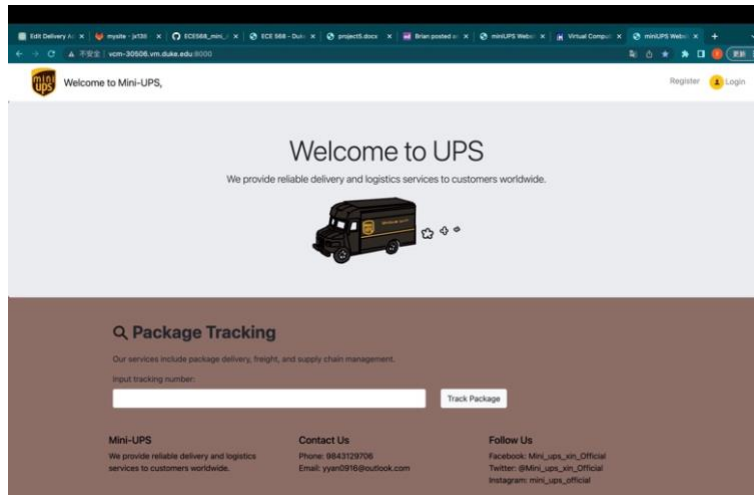 Edit Delivery A
mysite - jx135
ECE568_mini_
ECE 568 - Duk
project5.docx
Brian posted a
miniUPS Websi
Virtual Comput
miniUPS Websi
不安全 | vcm-30506.vm.duke.edu:8000
更新
mini
ups
Welcome to Mini-UPS,
Register
Login
Welcome to UPS
We provide reliable delivery and logistics services to customers worldwide.
Package Tracking
Our services include package delivery, freight, and supply chain management.
Input tracking number:
Track Package
Mini-UPS
We provide reliable delivery and logistics
services to customers worldwide.
Contact Us
Phone: 9843129706
Email: yyan0916@outlook.com
Follow Us
Facebook: Mini_ups_xin_Official
Twitter: @Mini_ups_xin_Official
Instagram: mini_ups_official